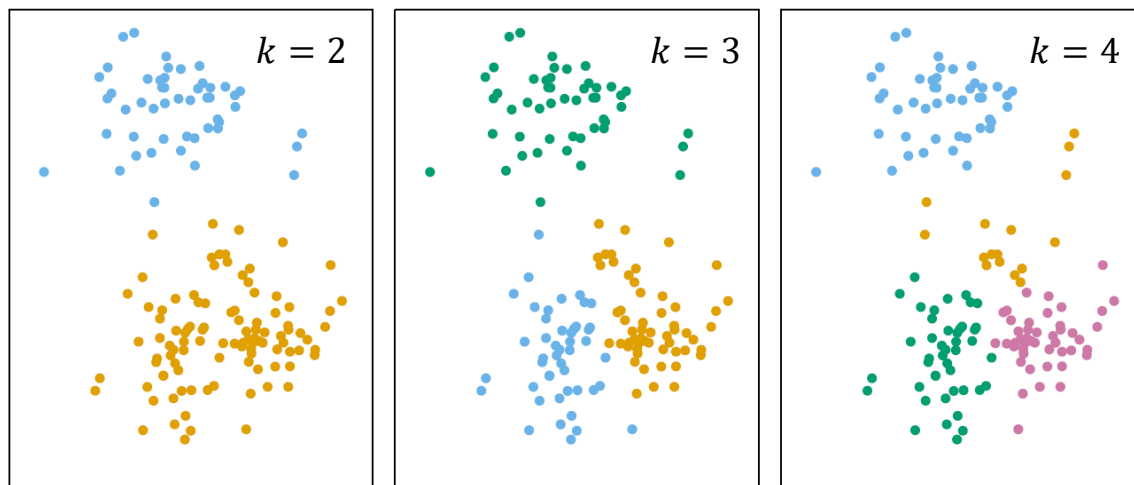 k = 2
k = 3
k = 4